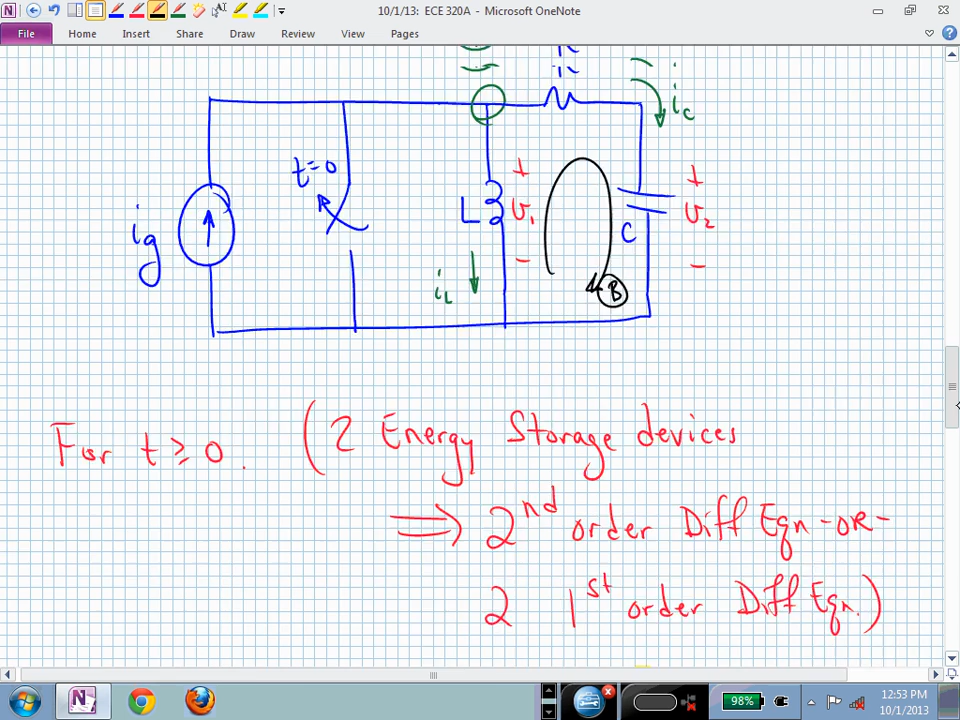 10/1/13: ECE 320A - Microsoft OneNote
File Home Insert Share Draw Review View Pages
i_c
t=0
i_g
L
+
v_1
-
C
+
v_2
-
i_L
B
For t ≥ 0. (2 Energy Storage devices
⇒ 2nd order Diff Eqn -OR-
2 1st order Diff Eqn.)
98%
12:53 PM
10/1/2013